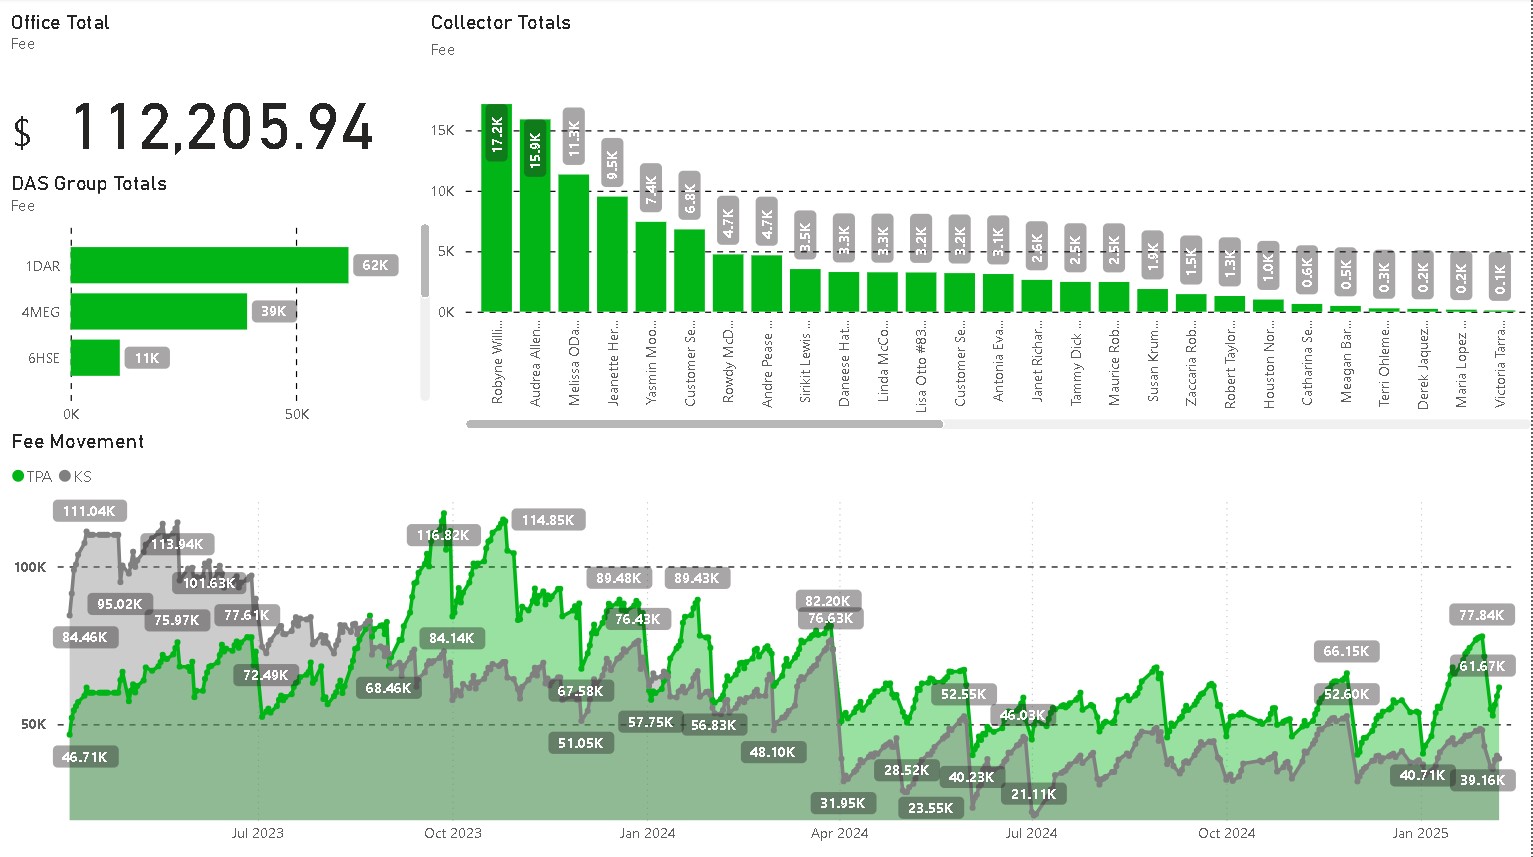 Office Total
Fee
$ 112,205.94
DAS Group Totals
Fee
1DAR 62K
4MEG 39K
6HSE 11K
0K 50K
Collector Totals
Fee
15K
10K
5K
0K
17.2K 15.9K 11.3K 9.5K 7.4K 6.8K 4.7K 4.7K 3.5K 3.3K 3.3K 3.2K 3.2K 3.1K 2.6K 2.5K 2.5K 1.9K 1.5K 1.3K 1.0K 0.6K 0.5K 0.3K 0.2K 0.2K 0.1K
Robyne Willi...
Audrea Allen...
Melissa ODa...
Jeanette Her...
Yasmin Moo...
Customer Se...
Rowdy McD...
Andre Pease ...
Sirikit Lewis ...
Daneese Hat...
Linda McCo...
Lisa Otto #83...
Customer Se...
Antonia Eva...
Janet Richar...
Tammy Dick ...
Maurice Rob...
Susan Krum...
Zaccaria Rob...
Robert Taylor...
Houston Nor...
Catharina Se...
Meagan Bar...
Terri Ohleme...
Derek Jaquez...
Maria Lopez ...
Victoria Tarra...
Fee Movement
TPA KS
100K
50K
111.04K
113.94K
101.63K
95.02K
75.97K
77.61K
84.46K
72.49K
46.71K
68.46K
116.82K
114.85K
84.14K
89.48K
89.43K
76.43K
67.58K
57.75K
56.83K
51.05K
48.10K
82.20K
76.63K
31.95K
28.52K
23.55K
52.55K
40.23K
46.03K
21.11K
66.15K
52.60K
40.71K
77.84K
61.67K
39.16K
Jul 2023 Oct 2023 Jan 2024 Apr 2024 Jul 2024 Oct 2024 Jan 2025